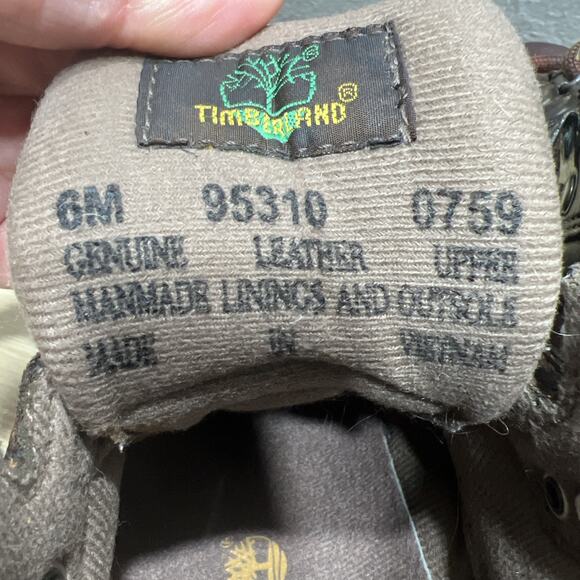 TIMBERLAND®
6M 95310 0759
GENUINE LEATHER UPPER
MANMADE LININGS AND OUTSOLE
MADE IN VIETNAM